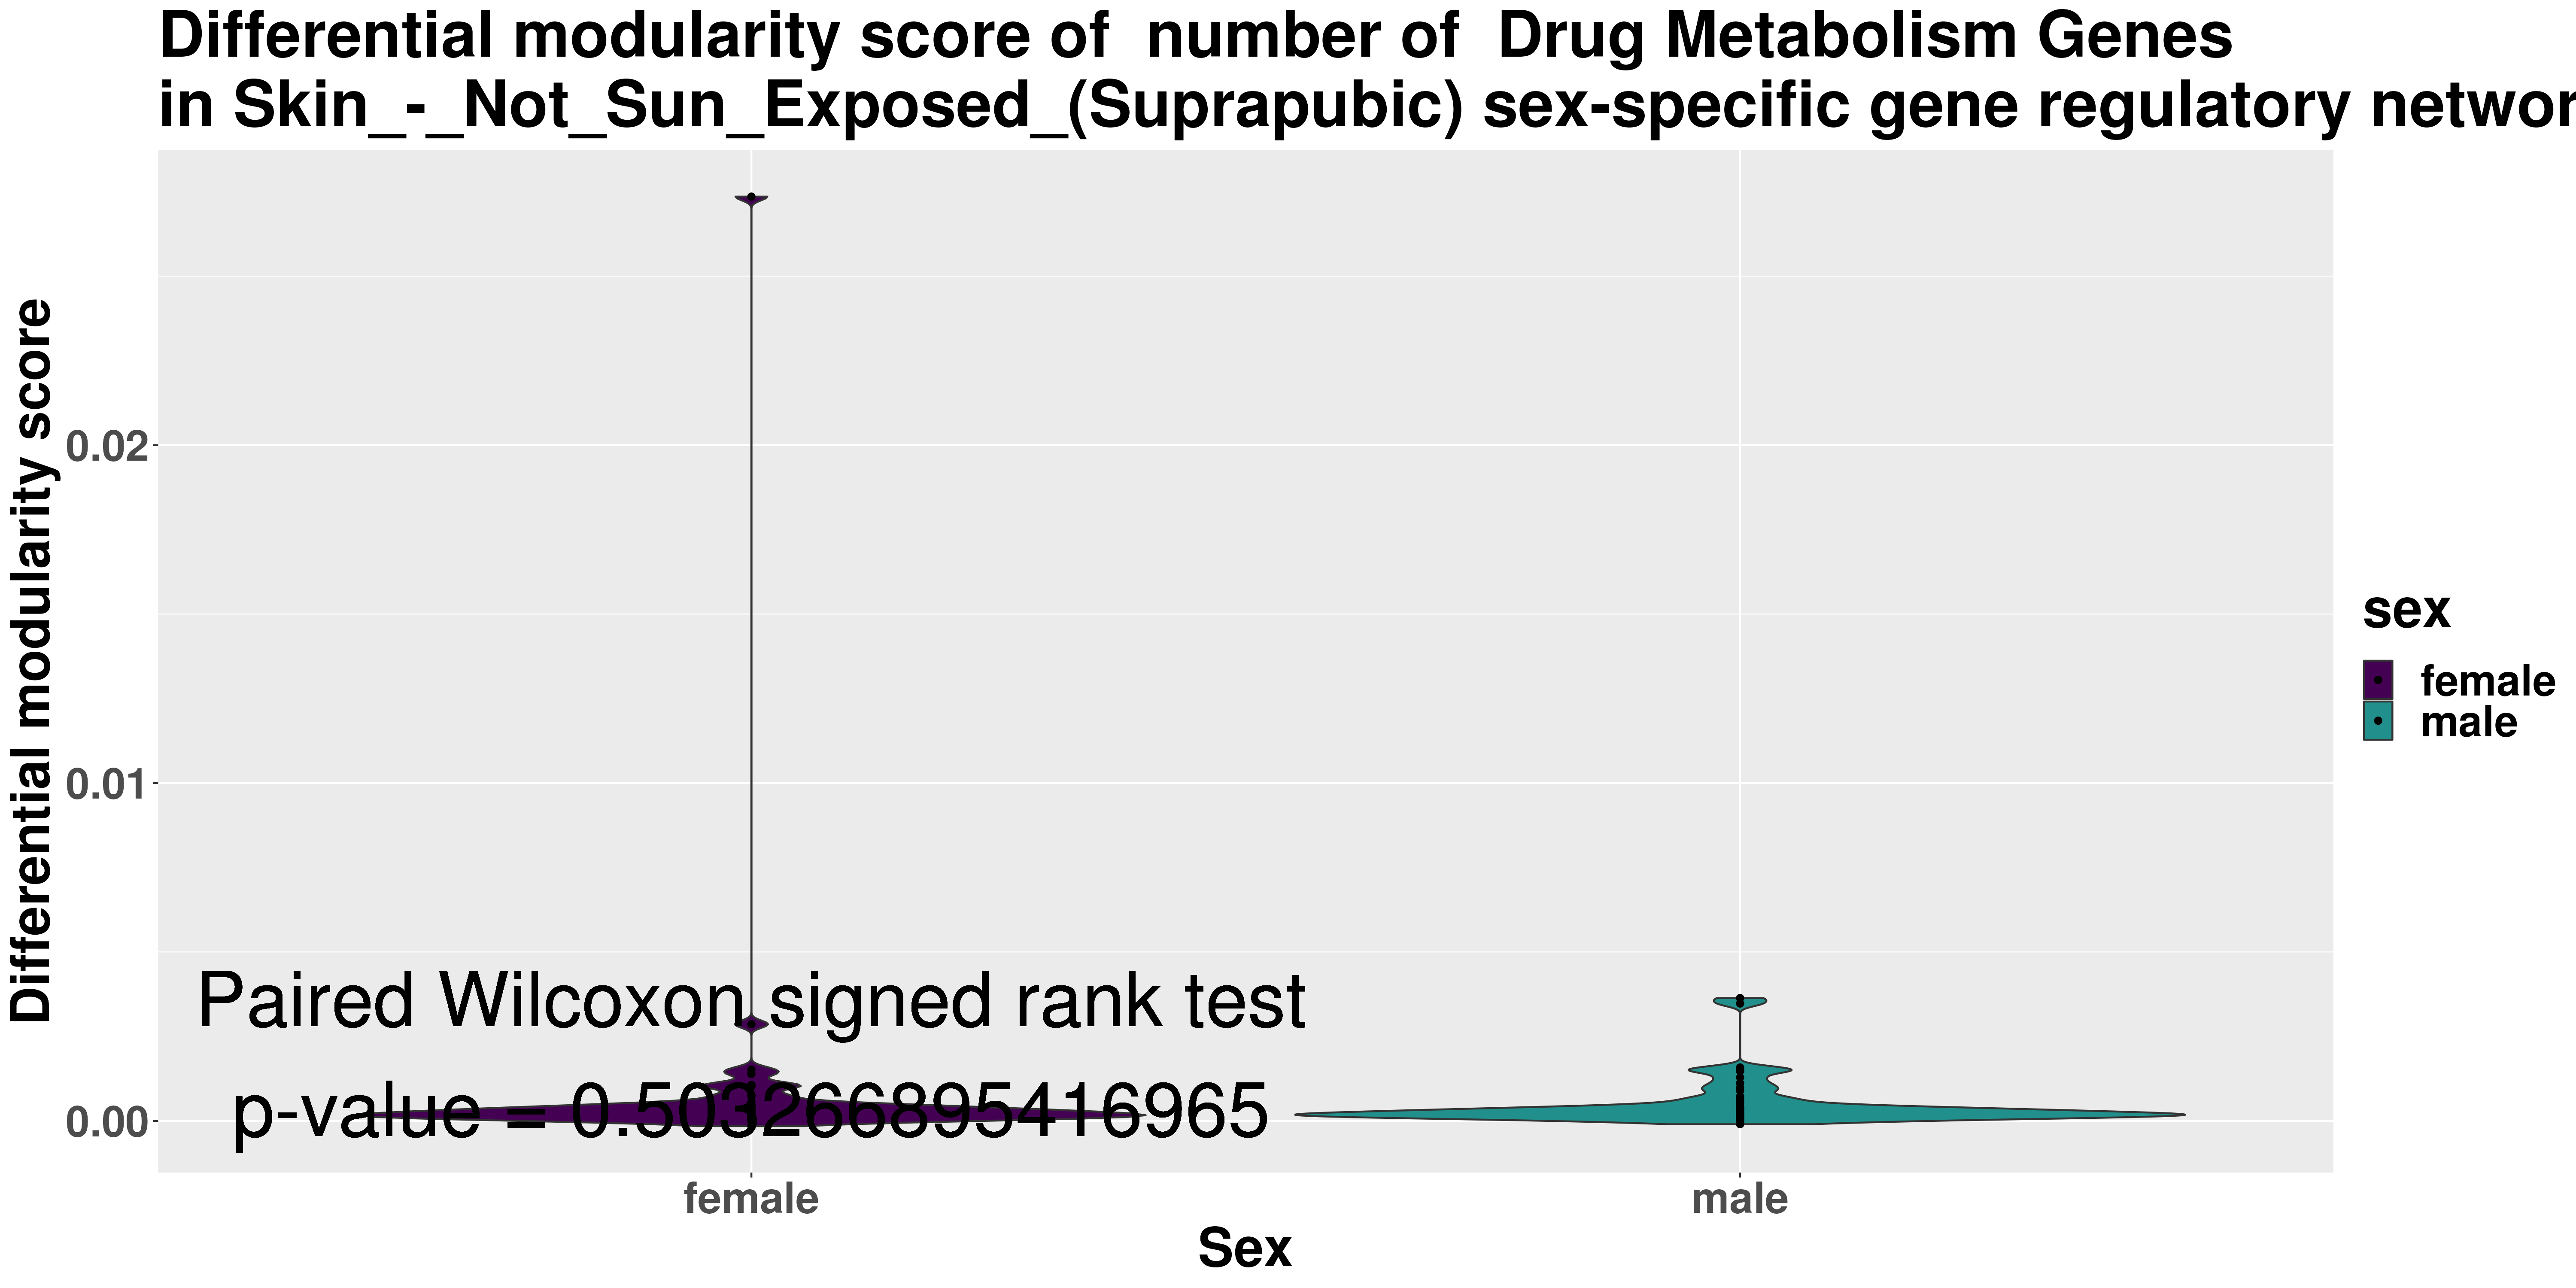 Differential modularity score of  number of  Drug Metabolism Genes
in Skin_-_Not_Sun_Exposed_(Suprapubic) sex-specific gene regulatory networ
Differential modularity score
0.02
0.01
0.00
Paired Wilcoxon signed rank test
p-value = 0.503266895416965
female
male
Sex
sex
female
male